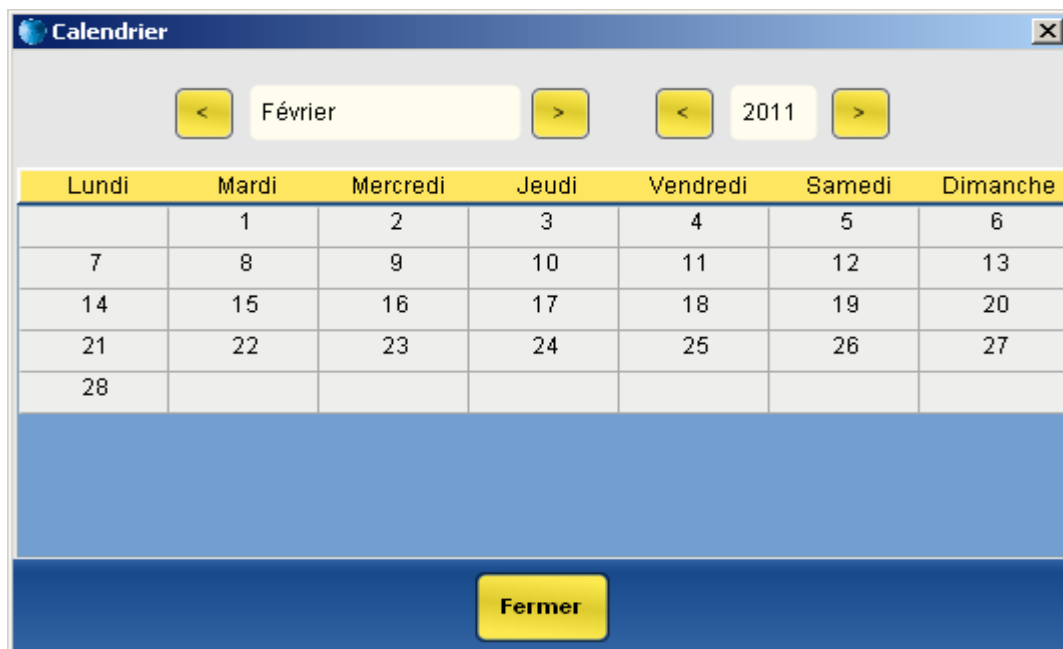 Calendrier
< Février > < 2011 >
Lundi Mardi Mercredi Jeudi Vendredi Samedi Dimanche
1 2 3 4 5 6
7 8 9 10 11 12 13
14 15 16 17 18 19 20
21 22 23 24 25 26 27
28
Fermer